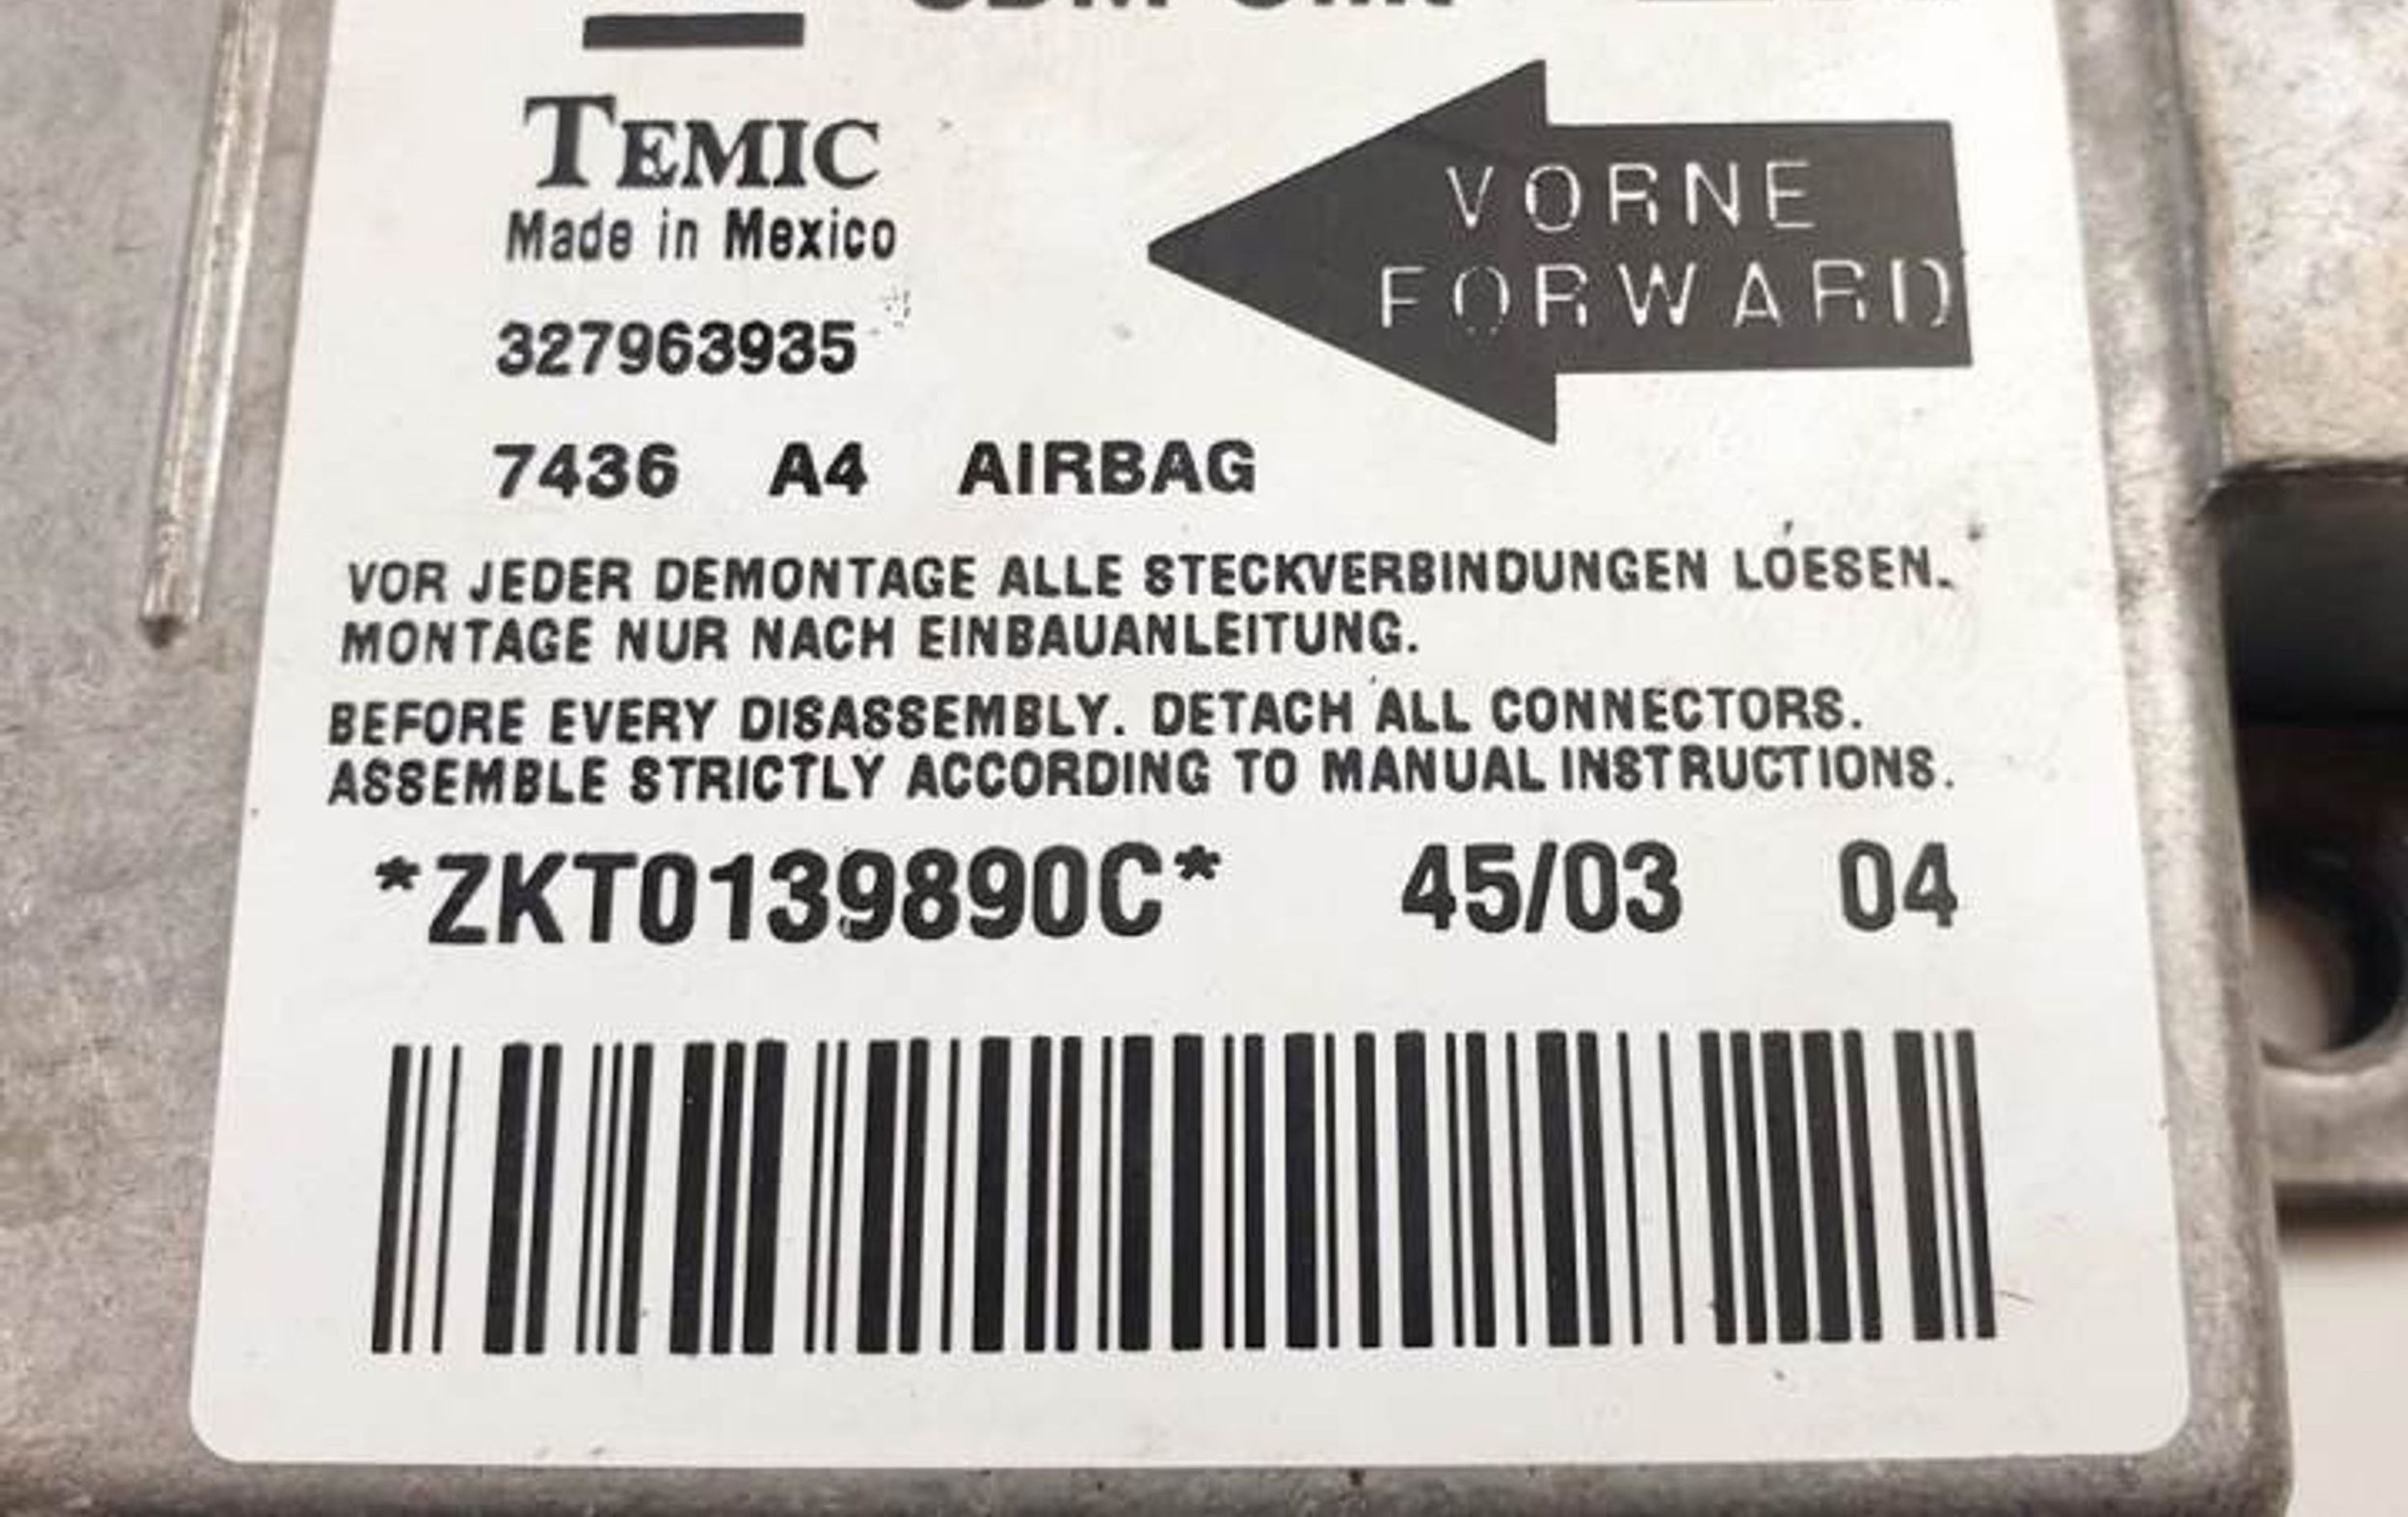 TEMIC
Made in Mexico
VORNE
FORWARD
327963935
7436 A4 AIRBAG
VOR JEDER DEMONTAGE ALLE STECKVERBINDUNGEN LOESEN.
MONTAGE NUR NACH EINBAUANLEITUNG.
BEFORE EVERY DISASSEMBLY. DETACH ALL CONNECTORS.
ASSEMBLE STRICTLY ACCORDING TO MANUAL INSTRUCTIONS.
*ZKT0139890C* 45/03 04